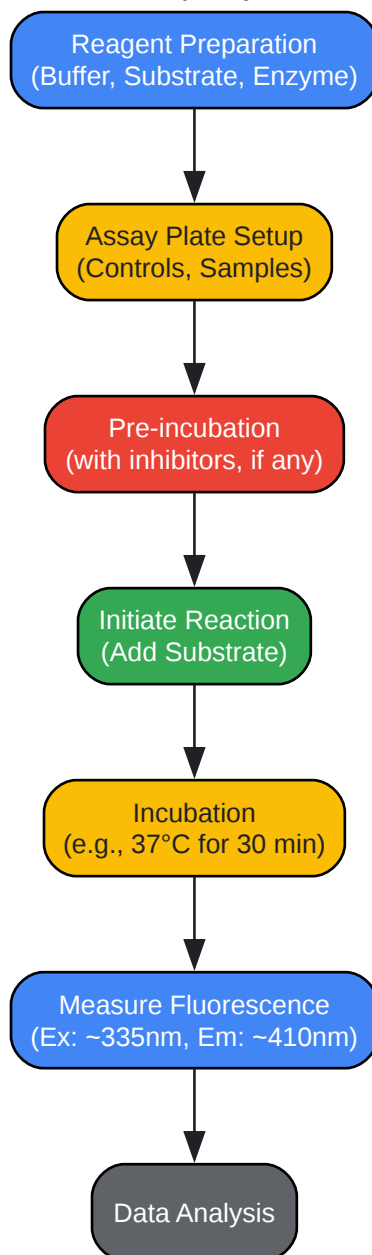 Reagent Preparation
(Buffer, Substrate, Enzyme)
Assay Plate Setup
(Controls, Samples)
Pre-incubation
(with inhibitors, if any)
Initiate Reaction
(Add Substrate)
Incubation
(e.g., 37°C for 30 min)
Measure Fluorescence
(Ex: ~335nm, Em: ~410nm)
Data Analysis